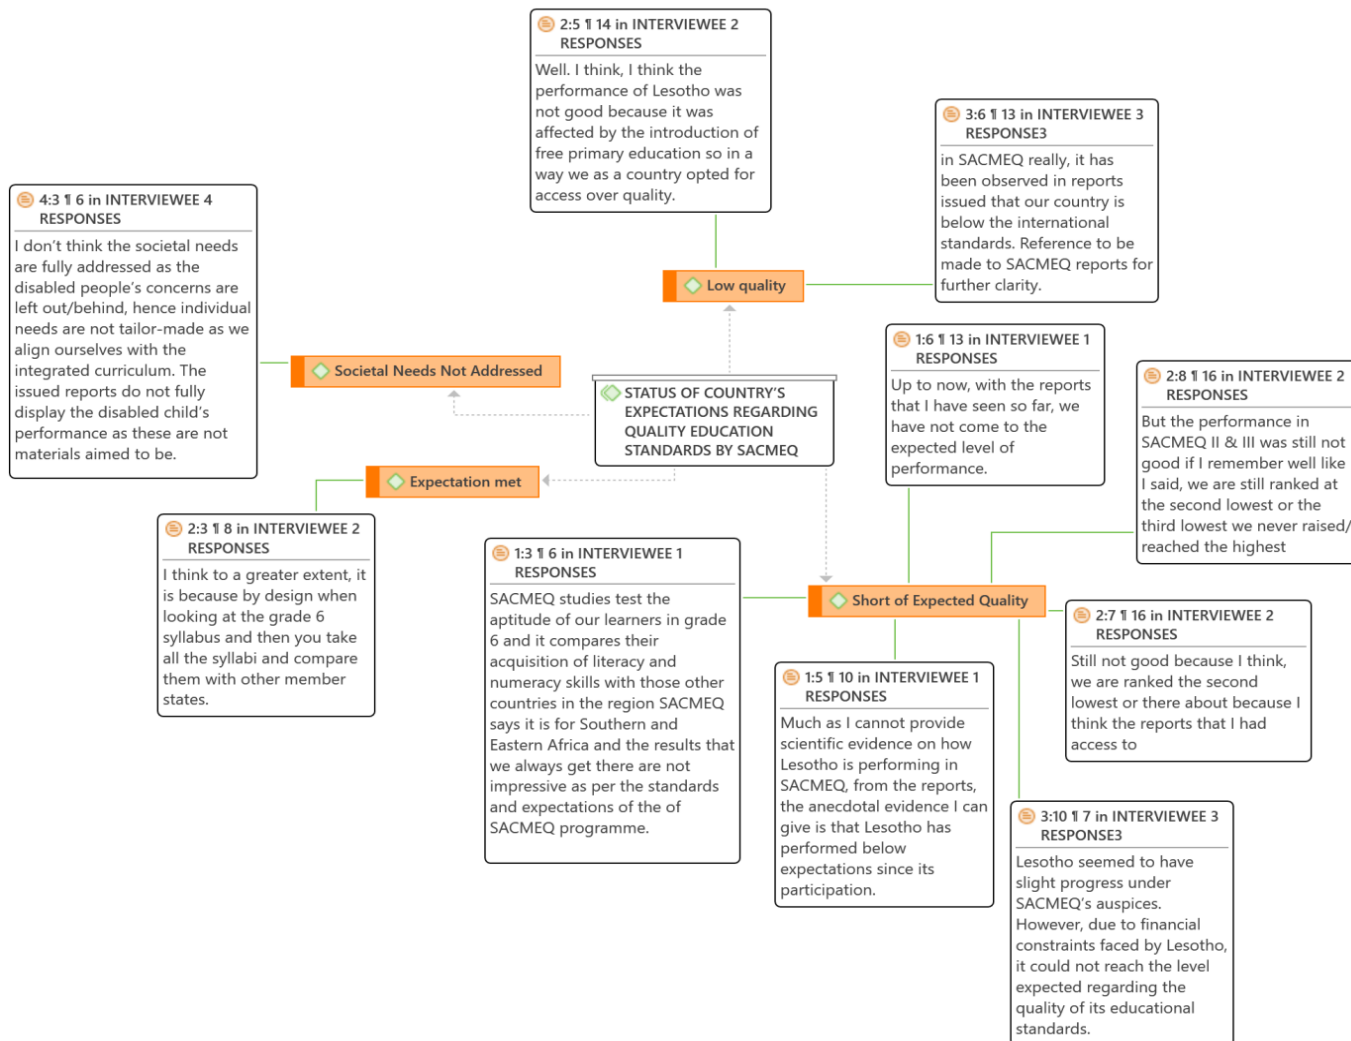 2:5 ¶ 14 in INTERVIEWEE 2
RESPONSES
Well. I think, I think the
performance of Lesotho was
not good because it was
affected by the introduction of
free primary education so in a
way we as a country opted for
access over quality.
3:6 ¶ 13 in INTERVIEWEE 3
RESPONSE3
in SACMEQ really, it has
been observed in reports
issued that our country is
below the international
standards. Reference to be
made to SACMEQ reports for
further clarity.
4:3 ¶ 6 in INTERVIEWEE 4
RESPONSES
I don't think the societal needs
are fully addressed as the
disabled people's concerns are
left out/behind, hence individual
needs are not tailor-made as we
align ourselves with the
integrated curriculum. The
issued reports do not fully
display the disabled child's
performance as these are not
materials aimed to be.
Low quality
Societal Needs Not Addressed
STATUS OF COUNTRY'S
EXPECTATIONS REGARDING
QUALITY EDUCATION
STANDARDS BY SACMEQ
1:6 ¶ 13 in INTERVIEWEE 1
RESPONSES
Up to now, with the reports
that I have seen so far, we
have not come to the
expected level of
performance.
2:8 ¶ 16 in INTERVIEWEE 2
RESPONSES
But the performance in
SACMEQ II & III was still not
good if I remember well like
I said, we are still ranked at
the second lowest or the
third lowest we never raised/
reached the highest
Expectation met
2:3 ¶ 8 in INTERVIEWEE 2
RESPONSES
I think to a greater extent, it
is because by design when
looking at the grade 6
syllabus and then you take
all the syllabi and compare
them with other member
states.
1:3 ¶ 6 in INTERVIEWEE 1
RESPONSES
SACMEQ studies test the
aptitude of our learners in grade
6 and it compares their
acquisition of literacy and
numeracy skills with those other
countries in the region SACMEQ
says it is for Southern and
Eastern Africa and the results that
we always get there are not
impressive as per the standards
and expectations of the of
SACMEQ programme.
Short of Expected Quality
1:5 ¶ 10 in INTERVIEWEE 1
RESPONSES
Much as I cannot provide
scientific evidence on how
Lesotho is performing in
SACMEQ, from the reports,
the anecdotal evidence I can
give is that Lesotho has
performed below
expectations since its
participation.
2:7 ¶ 16 in INTERVIEWEE 2
RESPONSES
Still not good because I think,
we are ranked the second
lowest or there about because I
think the reports that I had
access to
3:10 ¶ 7 in INTERVIEWEE 3
RESPONSE3
Lesotho seemed to have
slight progress under
SACMEQ's auspices.
However, due to financial
constraints faced by Lesotho,
it could not reach the level
expected regarding the
quality of its educational
standards.